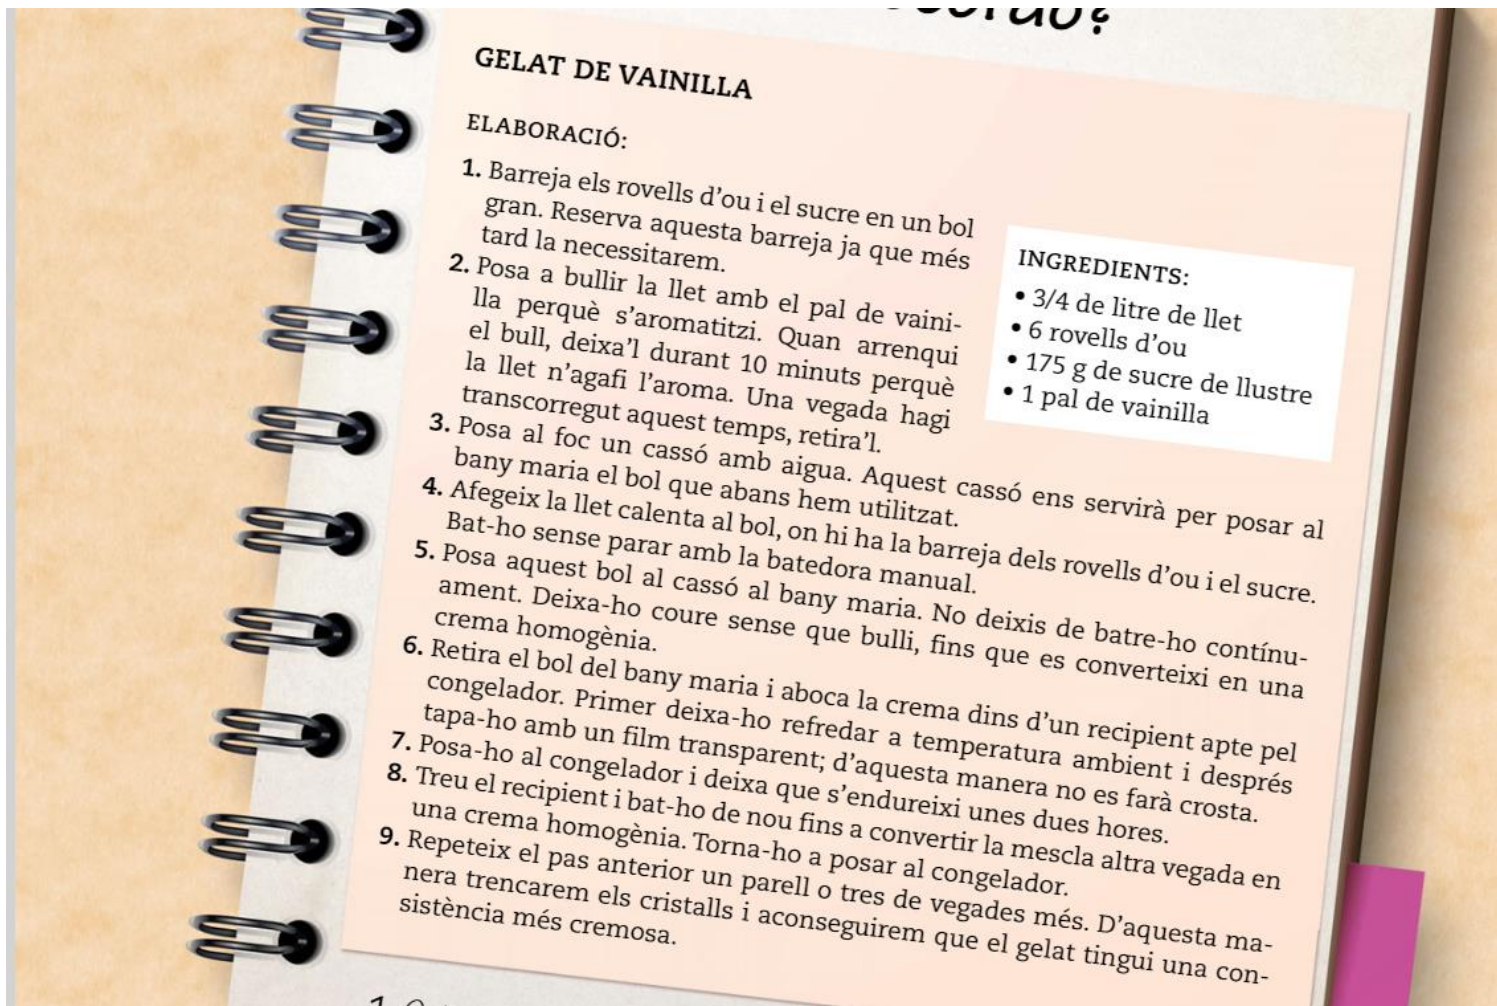 GELAT DE VAINILLA
ELABORACIÓ:
1. Barreja els rovells d’ou i el sucre en un bol
gran. Reserva aquesta barreja ja que més
tard la necessitarem.
2. Posa a bullir la llet amb el pal de vaini-
lla perquè s’aromatitzi. Quan arrenqui
el bull, deixa’l durant 10 minuts perquè
la llet n’agafi l’aroma. Una vegada hagi
transcorregut aquest temps, retira’l.
3. Posa al foc un cassó amb aigua. Aquest cassó ens servirà per posar al
bany maria el bol que abans hem utilitzat.
4. Afegeix la llet calenta al bol, on hi ha la barreja dels rovells d’ou i el sucre.
Bat-ho sense parar amb la batedora manual.
5. Posa aquest bol al cassó al bany maria. No deixis de batre-ho contínu-
ament. Deixa-ho coure sense que bulli, fins que es converteixi en una
crema homogènia.
6. Retira el bol del bany maria i aboca la crema dins d’un recipient apte pel
congelador. Primer deixa-ho refredar a temperatura ambient i després
tapa-ho amb un film transparent; d’aquesta manera no es farà crosta.
7. Posa-ho al congelador i deixa que s’endureixi unes dues hores.
8. Treu el recipient i bat-ho de nou fins a convertir la mescla altra vegada en
una crema homogènia. Torna-ho a posar al congelador.
9. Repeteix el pas anterior un parell o tres de vegades més. D’aquesta ma-
nera trencarem els cristalls i aconseguirem que el gelat tingui una con-
sistència més cremosa.
INGREDIENTS:
• 3/4 de litre de llet
• 6 rovells d’ou
• 175 g de sucre de llustre
• 1 pal de vainilla